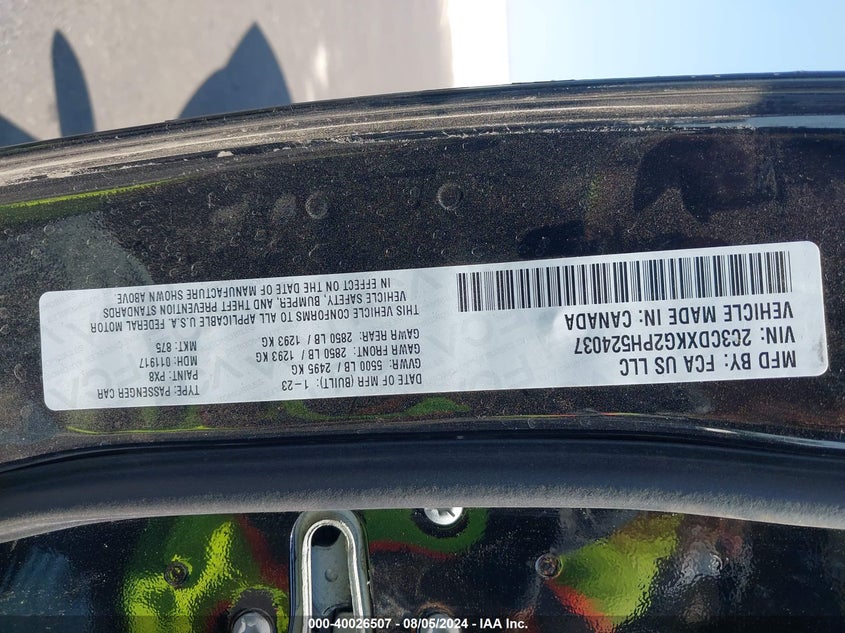 MFD BY: FCA US LLC
VIN: 2C3CDXKG2PH524037
VEHICLE MADE IN: CANADA
DATE OF MFR (BUILT): 1-23
GVWR: 5500 LB / 2495 KG
GAWR FRONT: 2850 LB / 1293 KG
GAWR REAR: 2850 LB / 1293 KG
THIS VEHICLE CONFORMS TO ALL APPLICABLE U.S.A. FEDERAL MOTOR
VEHICLE SAFETY, BUMPER, AND THEFT PREVENTION STANDARDS
IN EFFECT ON THE DATE OF MANUFACTURE SHOWN ABOVE
TYPE: PASSENGER CAR
PAINT: PX8
MDH: 011917
MKT: 875
000-40026507 - 08/05/2024 - IAA Inc.